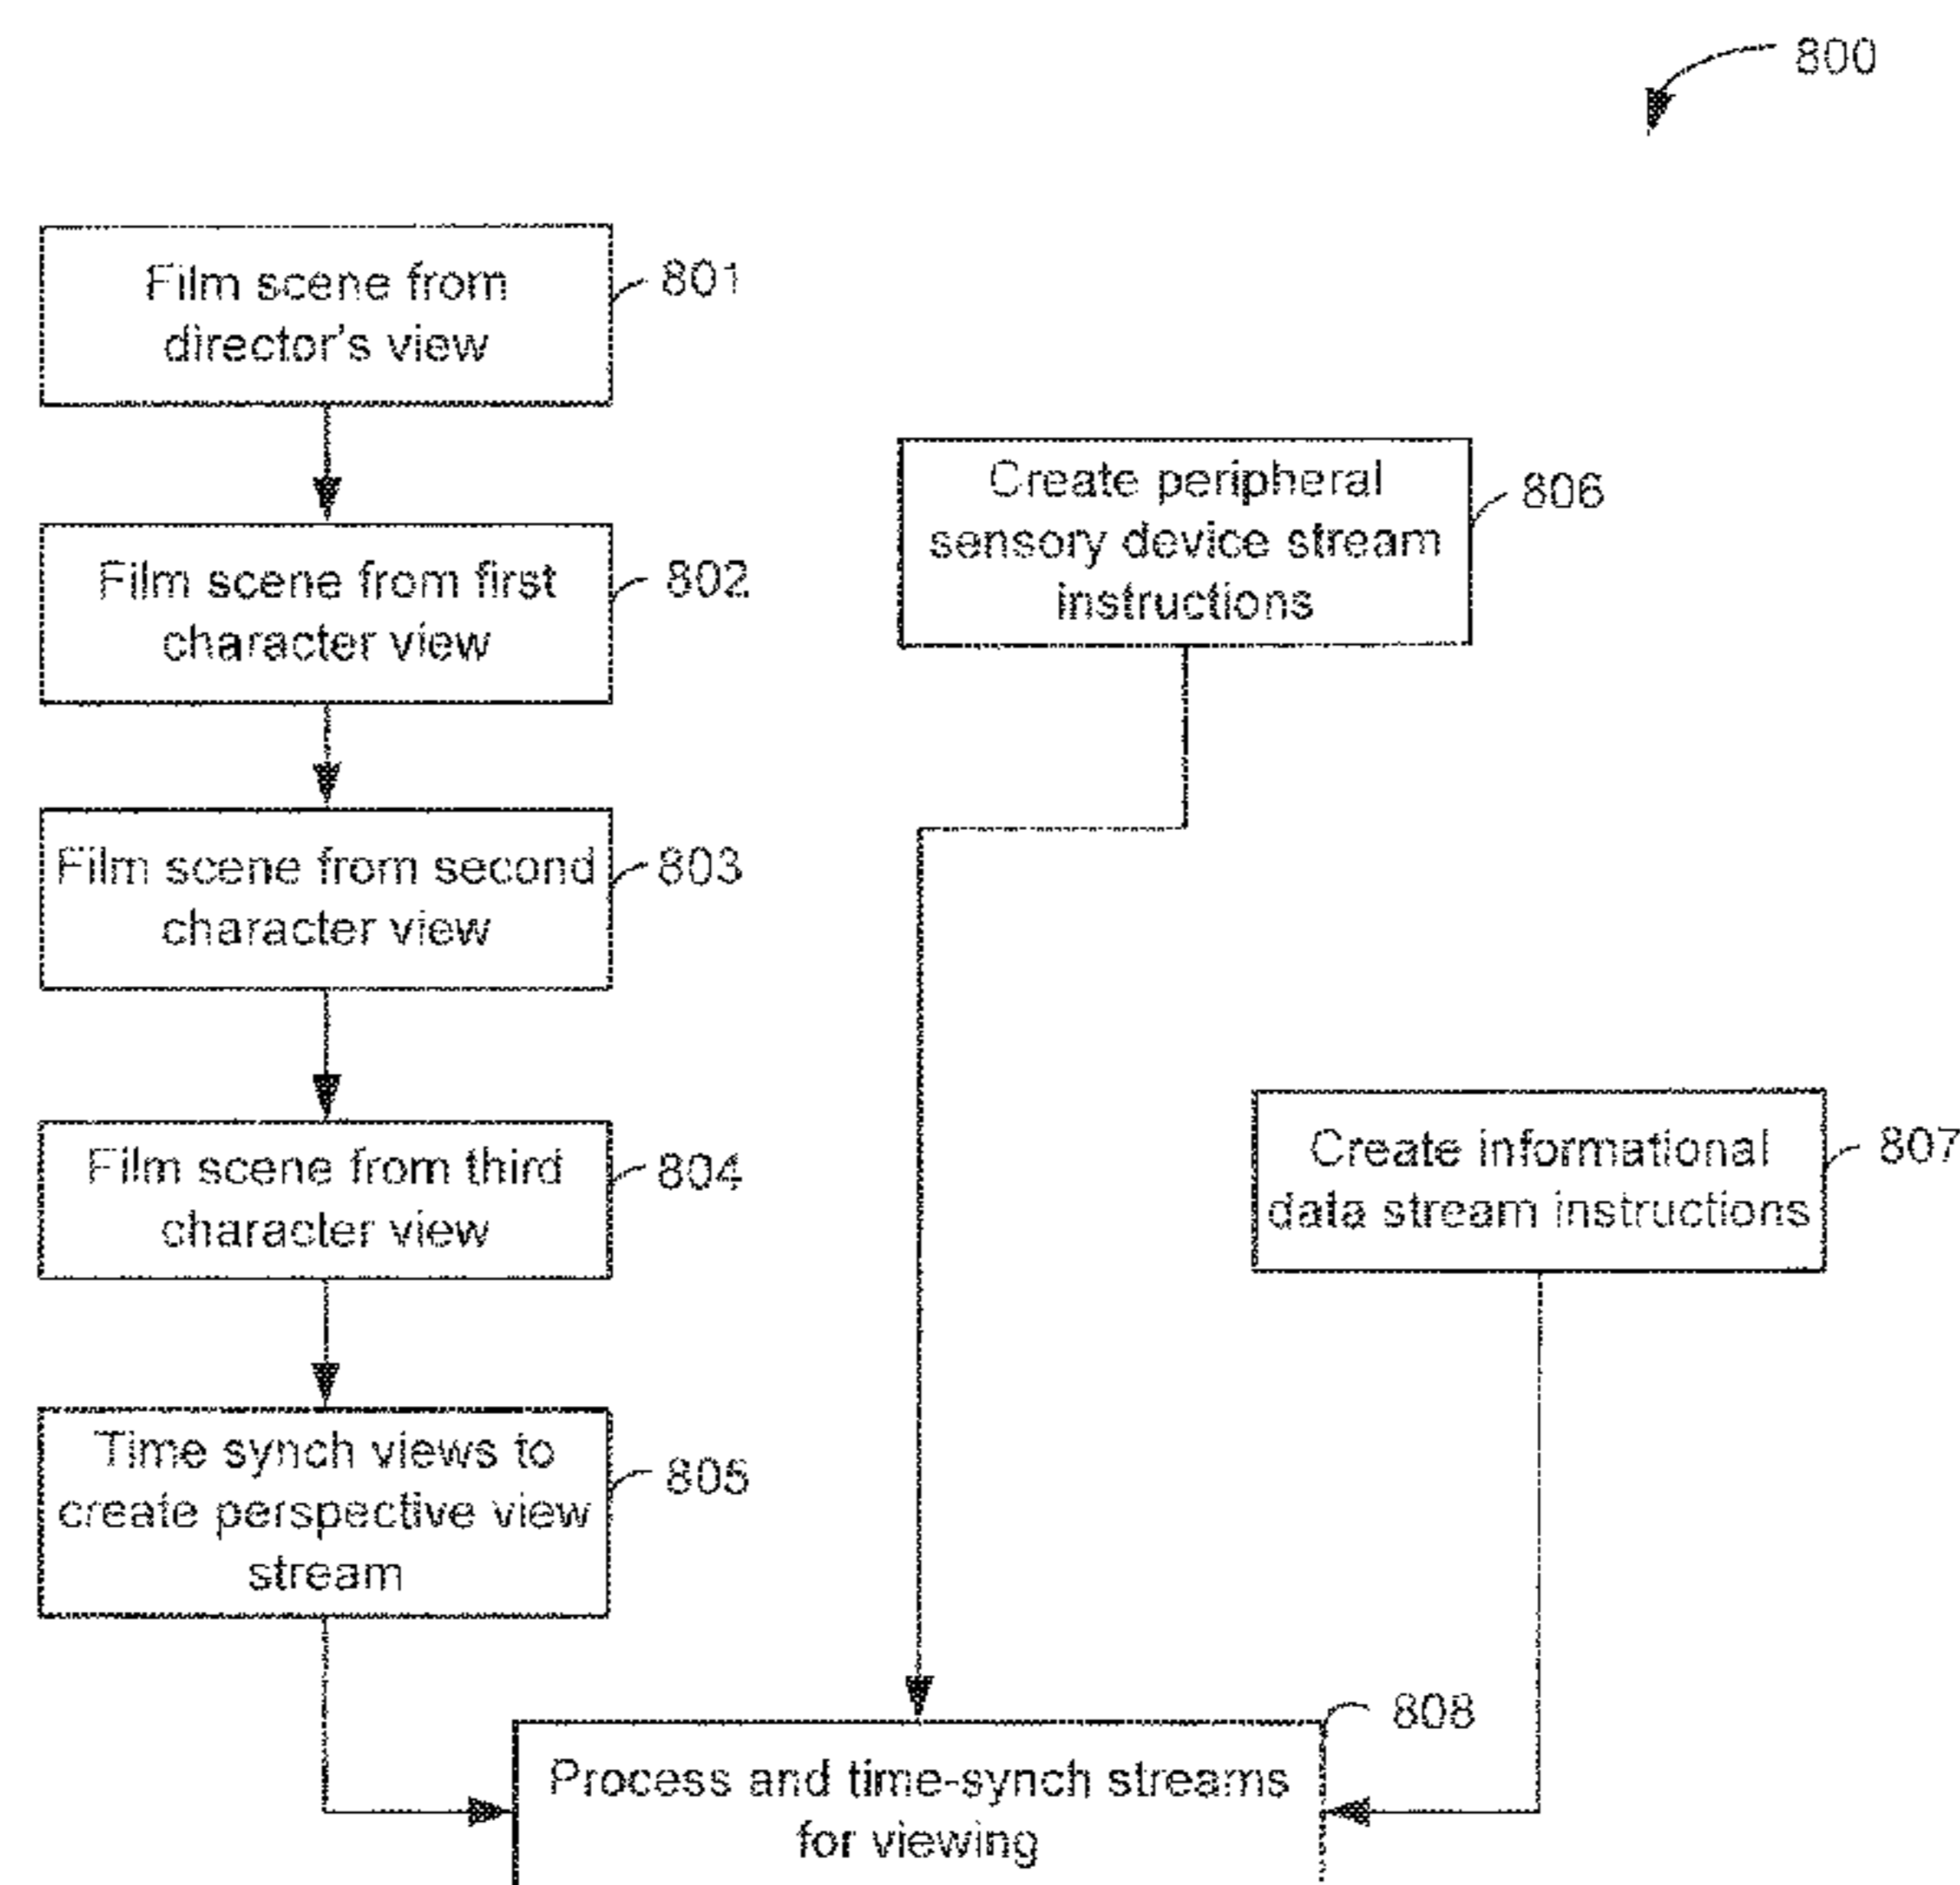 800
Film scene from
director's view
801
Film scene from first
character view
802
Film scene from second
character view
803
Film scene from third
character view
804
Time synch views to
create perspective view
stream
805
Create peripheral
sensory device stream
instructions
806
Create informational
data stream instructions
807
Process and time-synch streams
for viewing
808